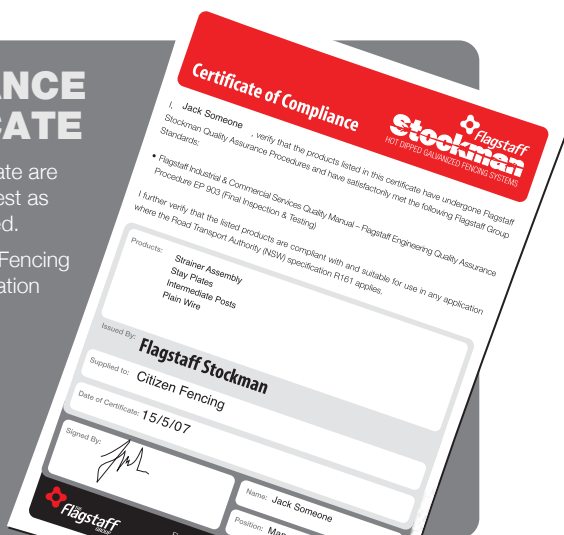 ANCE
CATE
ate are
est as
ed.
Fencing
ation
Certificate of Compliance
Flagstaff
Stockman
HOT DIPPED GALVANIZED FENCING SYSTEMS
I, Jack Someone , verify that the products listed in this certificate have undergone Flagstaff
Stockman Quality Assurance Procedures and have satisfactorily met the following Flagstaff Group
Standards:
• Flagstaff Industrial & Commercial Services Quality Manual – Flagstaff Engineering Quality Assurance
Procedure EP 903 (Final Inspection & Testing)
I further verify that the listed products are compliant with and suitable for use in any application
where the Road Transport Authority (NSW) specification R161 applies.
Products:
Strainer Assembly
Stay Plates
Intermediate Posts
Plain Wire
Issued By: Flagstaff Stockman
Supplied to: Citizen Fencing
Date of Certificate: 15/5/07
Signed By:
Name: Jack Someone
Position:
THE
Flagstaff
GROUP